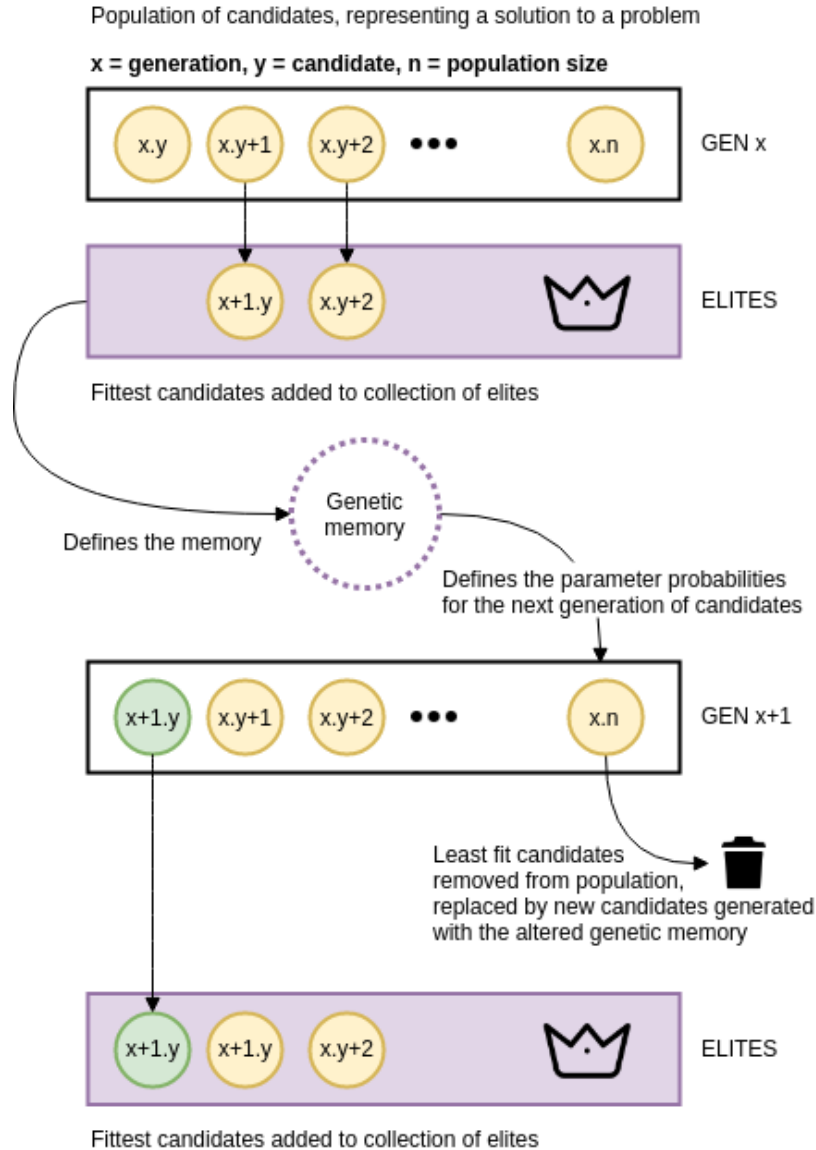 Population of candidates, representing a solution to a problem
x = generation, y = candidate, n = population size
x.y x.y+1 x.y+2 ••• x.n GEN x
x+1.y x.y+2 ELITES
Fittest candidates added to collection of elites
Genetic
memory
Defines the memory
Defines the parameter probabilities
for the next generation of candidates
x+1.y x.y+1 x.y+2 ••• x.n GEN x+1
Least fit candidates
removed from population,
replaced by new candidates generated
with the altered genetic memory
x+1.y x+1.y x.y+2 ELITES
Fittest candidates added to collection of elites